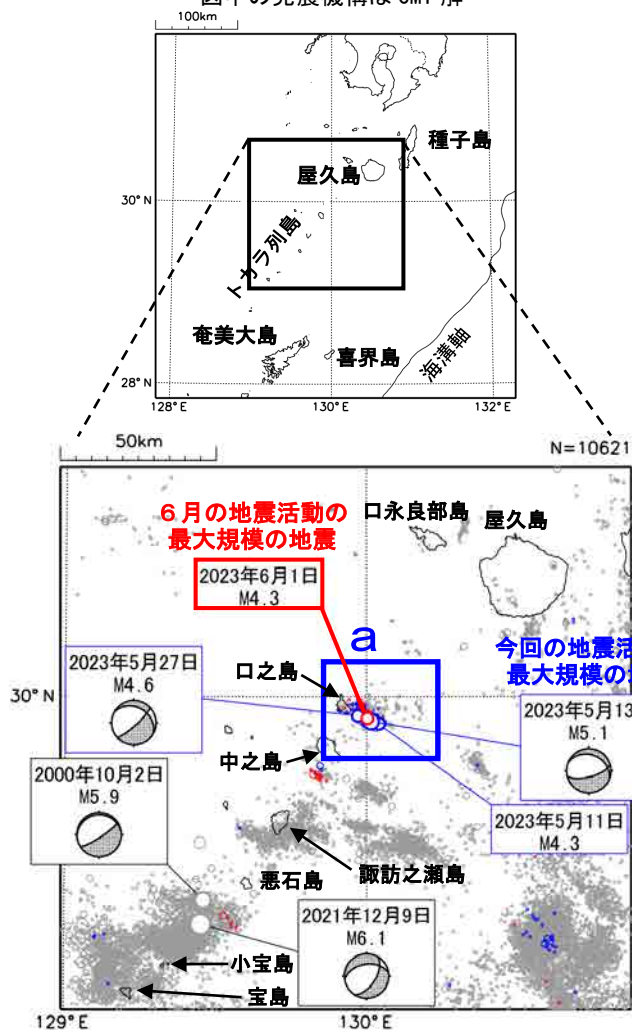 図中の発震機構は CMT 解
100km
種子島
屋久島
30°N
トカラ列島
奄美大島
喜界島
海溝軸
28°N
128°E
130°E
132°E
50km
N=10621
6月の地震活動の
最大規模の地震
口永良部島
屋久島
2023年6月1日
M4.3
a
今回の地震活
最大規模の
2023年5月27日
M4.6
口之島
30°N
2023年5月13
M5.1
中之島
2000年10月2日
M5.9
2023年5月11日
M4.3
悪石島
諏訪之瀬島
2021年12月9日
M6.1
小宝島
宝島
29°N
129°E
130°E